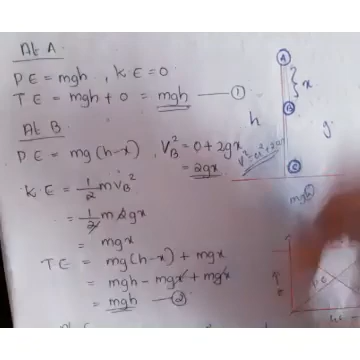 At A
PE = mgh , K.E = 0
TE = mgh + 0 = mgh — ①
At B
PE = mg(h-x) , V_B² = 0 + 2gx
= 2gx
V² = u² + 2as
K.E = 1/2 mV_B²
= 1/2 m 2gx
= mgx
TE = mg(h-x) + mgx
= mgh - mgx + mgx
= mgh — ②
A
x
B
h
g
C
mgh